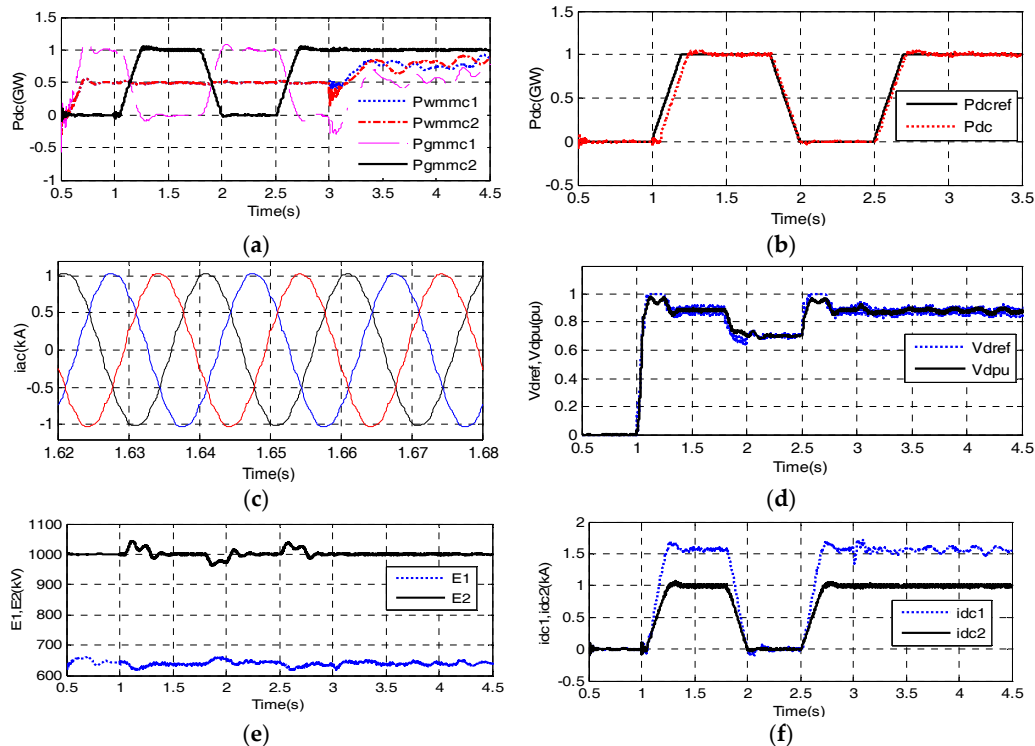 Pdc(GW)
1.5
1
0.5
0
-0.5
1
0.5 1 1.5 2 2.5 3 3.5 4 4.5
Time(s)
Pwmmc1
Pwmmc2
Pgmmc1
Pgmmc2
(a)
Pdc(GW)
1.5
1
0.5
0
-0.5
0.5 1 1.5 2 2.5 3 3.5
Time(s)
Pdcref
Pdc
(b)
iac(kA)
1
0.5
0
-0.5
-1
1.62 1.63 1.64 1.65 1.66 1.67 1.68
Time(s)
(c)
Vdref,Vdpu(pu)
1
0.8
0.6
0.4
0.2
0
0.5 1 1.5 2 2.5 3 3.5 4 4.5
Time(s)
Vdref
Vdpu
(d)
E1,E2(kV)
1100
1000
900
800
700
600
0.5 1 1.5 2 2.5 3 3.5 4 4.5
Time(s)
E1
E2
(e)
idc1,idc2(kA)
2
1.5
1
0.5
0
-0.5
0.5 1 1.5 2 2.5 3 3.5 4 4.5
Time(s)
idc1
idc2
(f)